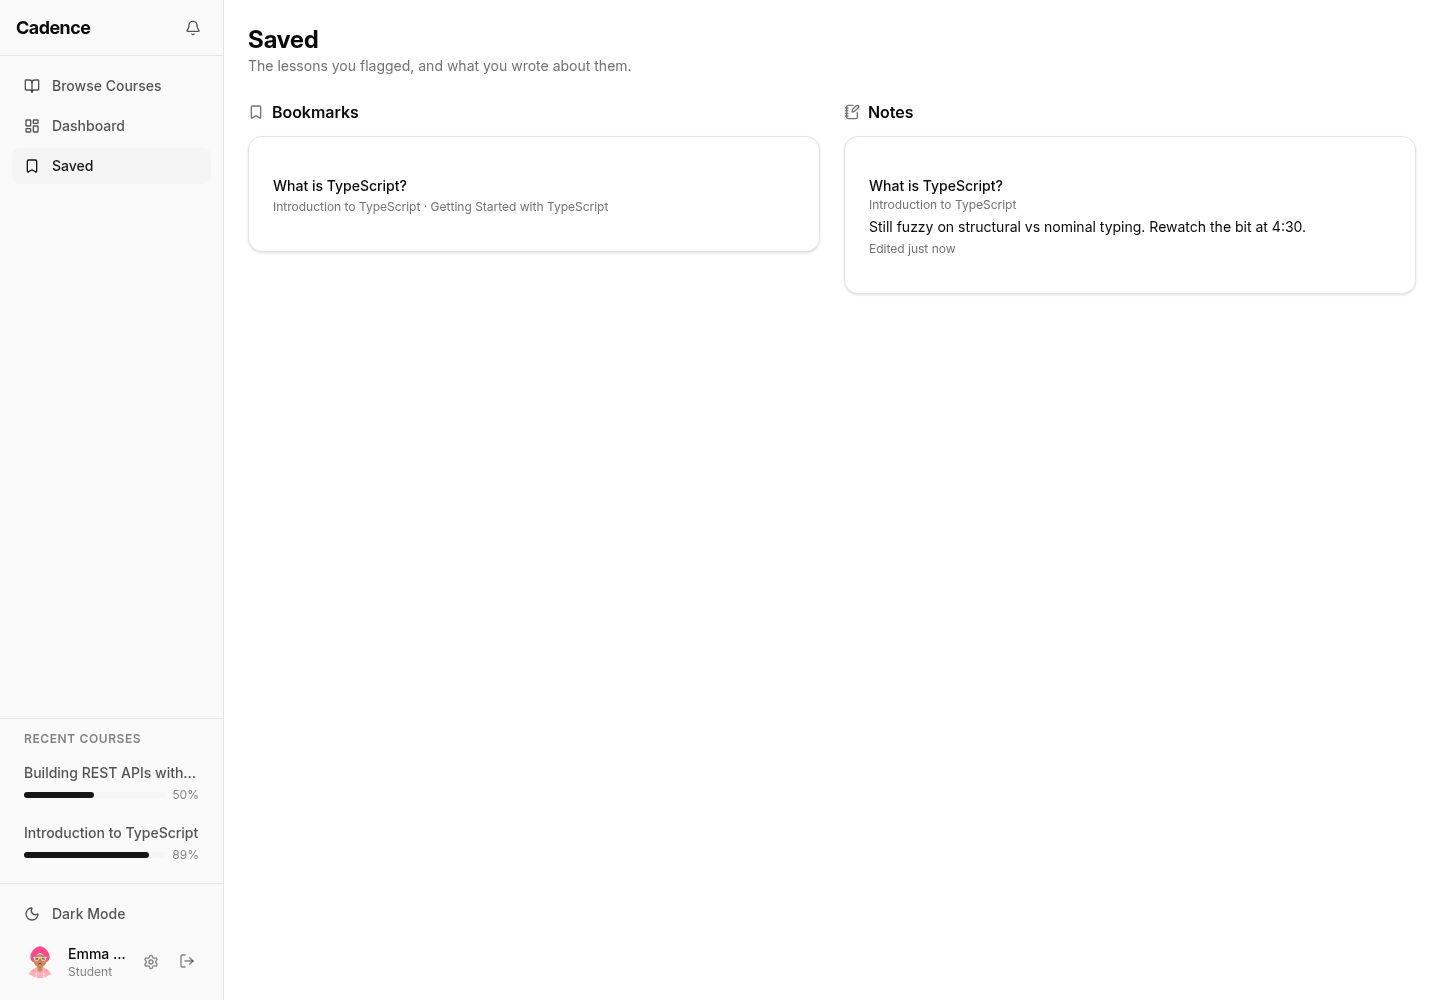 Cadence
Browse Courses
Dashboard
Saved
RECENT COURSES
Building REST APIs with...
50%
Introduction to TypeScript
89%
Dark Mode
Emma ...
Student
Saved
The lessons you flagged, and what you wrote about them.
Bookmarks
What is TypeScript?
Introduction to TypeScript · Getting Started with TypeScript
Notes
What is TypeScript?
Introduction to TypeScript
Still fuzzy on structural vs nominal typing. Rewatch the bit at 4:30.
Edited just now